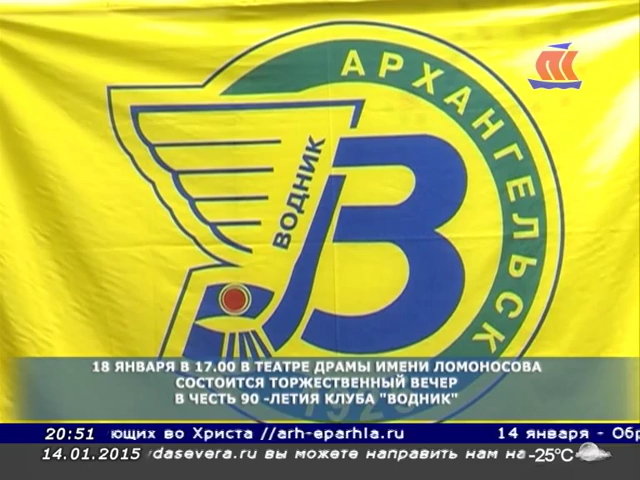 АРХАНГЕЛЬСК
ВОДНИК
В
18 ЯНВАРЯ В 17.00 В ТЕАТРЕ ДРАМЫ ИМЕНИ ЛОМОНОСОВА
СОСТОИТСЯ ТОРЖЕСТВЕННЫЙ ВЕЧЕР
В ЧЕСТЬ 90 -ЛЕТИЯ КЛУБА "ВОДНИК"
20:51 ющих во Христа //arh-eparhia.ru 14 января - Обр
14.01.2015 dasevera.ru вы можете направить нам на -25°C